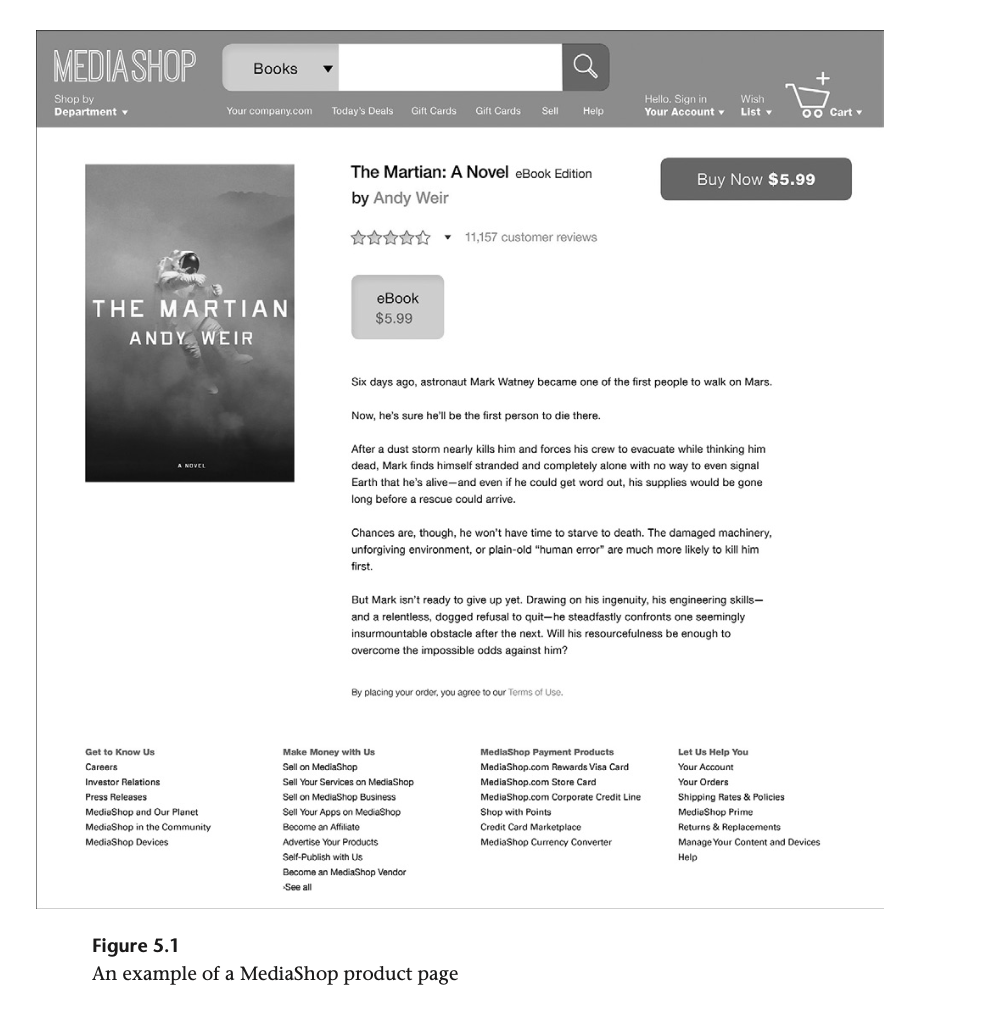 MEDIASHOP
Books
Shop by
Department
Your company.com Today's Deals Gift Cards Gift Cards Sell Help
Hello. Sign in
Your Account
Wish
List
Cart
THE MARTIAN
ANDY WEIR
A NOVEL
The Martian: A Novel eBook Edition
by Andy Weir
11,157 customer reviews
Buy Now $5.99
eBook
$5.99
Six days ago, astronaut Mark Watney became one of the first people to walk on Mars.
Now, he's sure he'll be the first person to die there.
After a dust storm nearly kills him and forces his crew to evacuate while thinking him
dead, Mark finds himself stranded and completely alone with no way to even signal
Earth that he's alive—and even if he could get word out, his supplies would be gone
long before a rescue could arrive.
Chances are, though, he won't have time to starve to death. The damaged machinery,
unforgiving environment, or plain-old “human error” are much more likely to kill him
first.
But Mark isn't ready to give up yet. Drawing on his ingenuity, his engineering skills—
and a relentless, dogged refusal to quit—he steadfastly confronts one seemingly
insurmountable obstacle after the next. Will his resourcefulness be enough to
overcome the impossible odds against him?
By placing your order, you agree to our Terms of Use.
Get to Know Us
Careers
Investor Relations
Press Releases
MediaShop and Our Planet
MediaShop in the Community
MediaShop Devices
Make Money with Us
Sell on MediaShop
Sell Your Services on MediaShop
Sell on MediaShop Business
Sell Your Apps on MediaShop
Become an Affiliate
Advertise Your Products
Self-Publish with Us
Become an MediaShop Vendor
›See all
MediaShop Payment Products
MediaShop.com Rewards Visa Card
MediaShop.com Store Card
MediaShop.com Corporate Credit Line
Shop with Points
Credit Card Marketplace
MediaShop Currency Converter
Let Us Help You
Your Account
Your Orders
Shipping Rates & Policies
MediaShop Prime
Returns & Replacements
Manage Your Content and Devices
Help
Figure 5.1
An example of a MediaShop product page